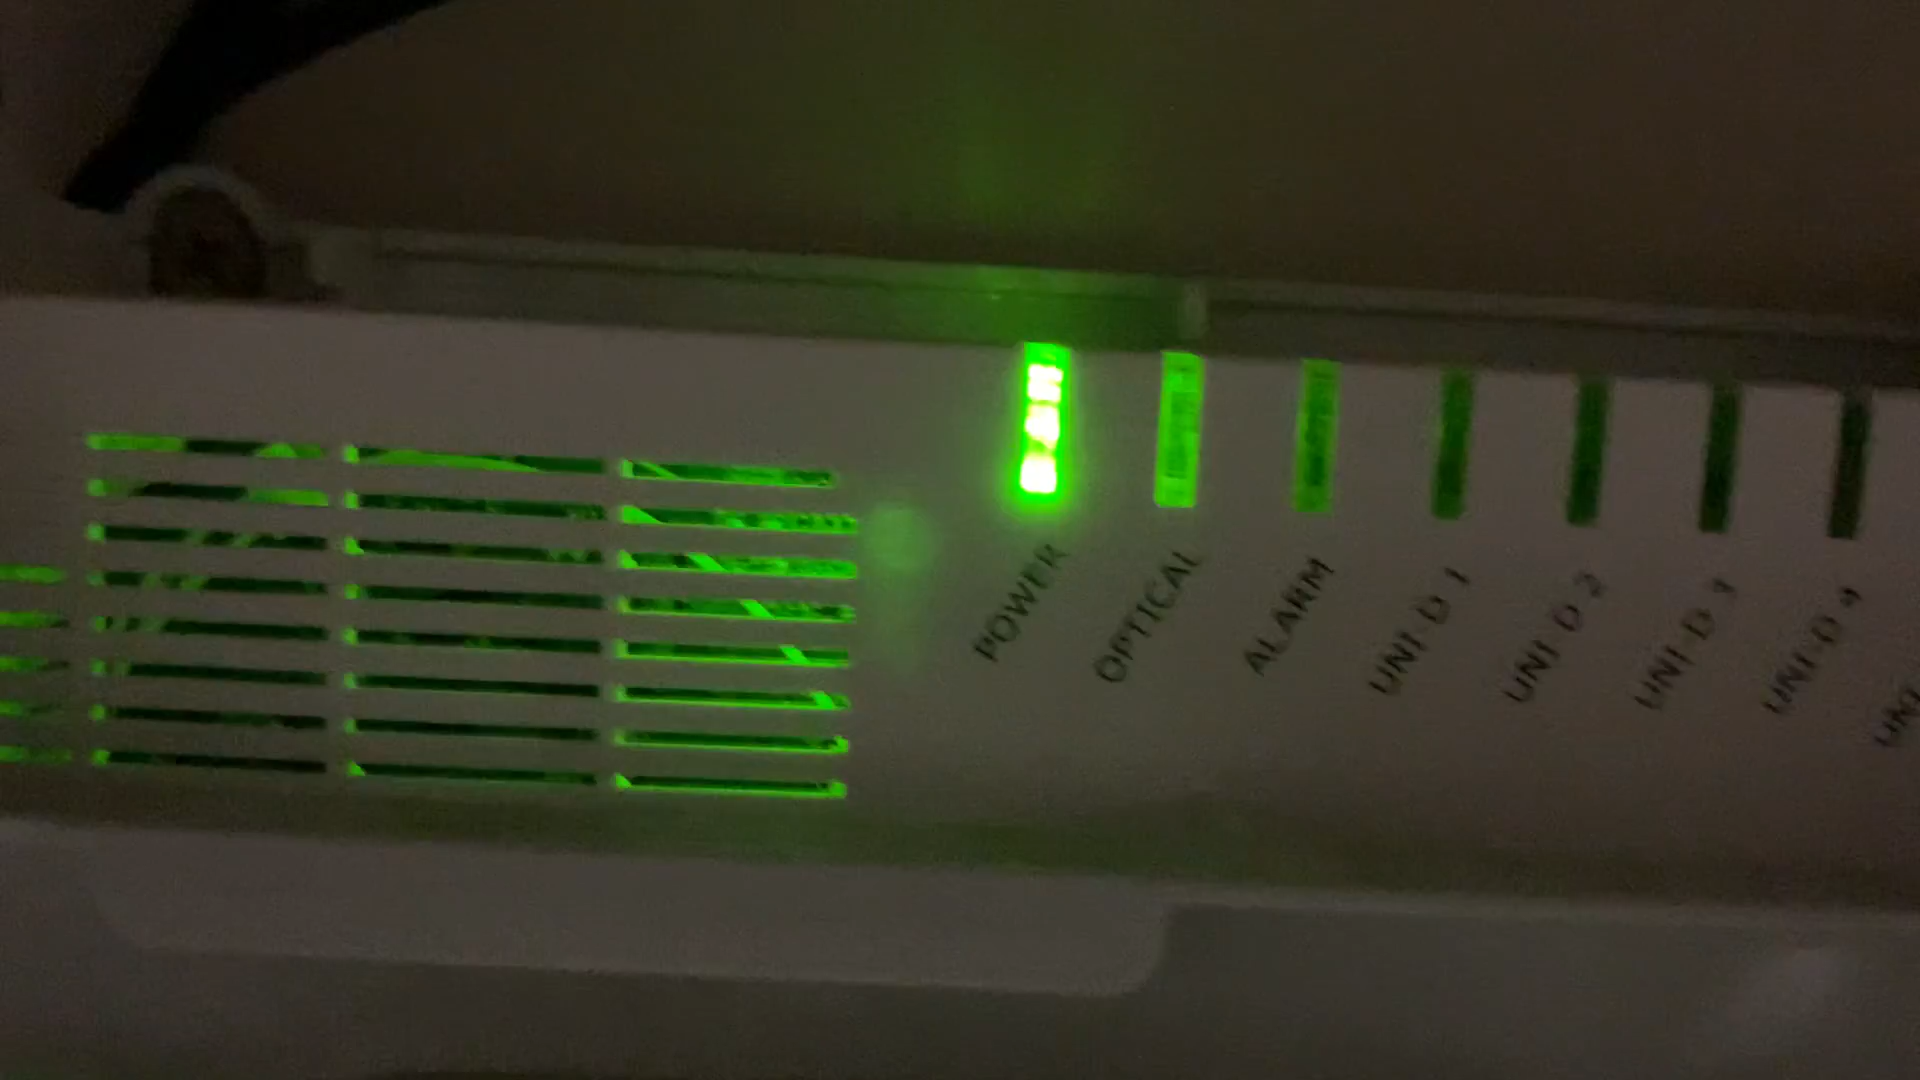 POWER
OPTICAL
ALARM
UNI-D 1
UNI-D 2
UNI-D 3
UNI-D 4